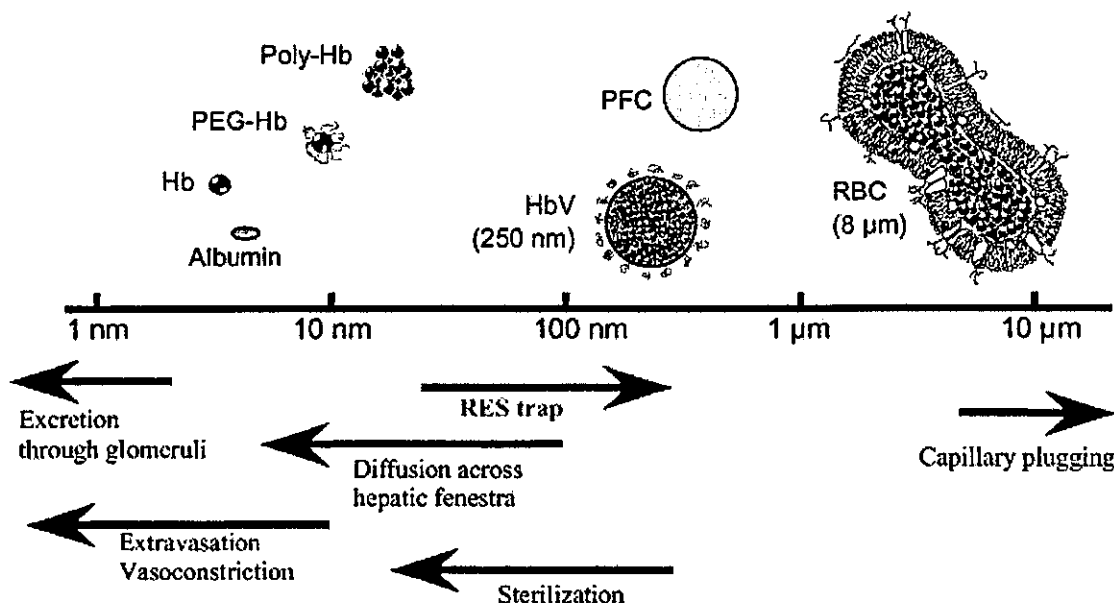 Poly-Hb
PEG-Hb
Hb
Albumin
PFC
HbV
(250 nm)
RBC
(8 µm)
1 nm
10 nm
100 nm
1 µm
10 µm
Excretion
through glomeruli
RES trap
Capillary plugging
Diffusion across
hepatic fenestra
Extravasation
Vasoconstriction
Sterilization